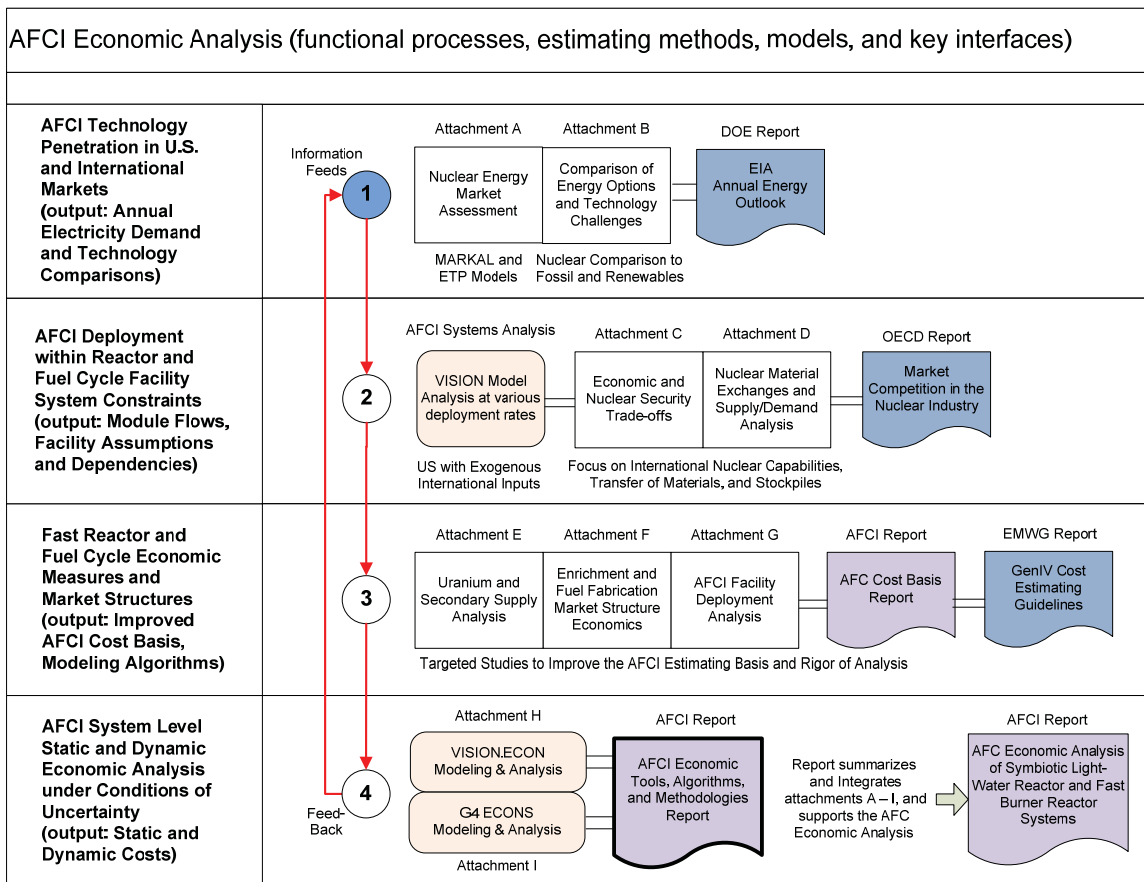 AFCI Economic Analysis (functional processes, estimating methods, models, and key interfaces)
AFCI Technology
Penetration in U.S.
and International
Markets
(output: Annual
Electricity Demand
and Technology
Comparisons)
Information
Feeds
1
Attachment A
Nuclear Energy
Market
Assessment
MARKAL and
ETP Models
Attachment B
Comparison of
Energy Options
and Technology
Challenges
Nuclear Comparison to
Fossil and Renewables
DOE Report
EIA
Annual Energy
Outlook
AFCI Deployment
within Reactor and
Fuel Cycle Facility
System Constraints
(output: Module Flows,
Facility Assumptions
and Dependencies)
2
AFCI Systems Analysis
VISION Model
Analysis at various
deployment rates
US with Exogenous
International Inputs
Attachment C
Economic and
Nuclear Security
Trade-offs
Attachment D
Nuclear Material
Exchanges and
Supply/Demand
Analysis
Focus on International Nuclear Capabilities,
Transfer of Materials, and Stockpiles
OECD Report
Market
Competition in the
Nuclear Industry
Fast Reactor and
Fuel Cycle Economic
Measures and
Market Structures
(output: Improved
AFCI Cost Basis,
Modeling Algorithms)
3
Attachment E
Uranium and
Secondary Supply
Analysis
Attachment F
Enrichment and
Fuel Fabrication
Market Structure
Economics
Attachment G
AFCI Facility
Deployment
Analysis
AFCI Report
AFC Cost Basis
Report
EMWG Report
GenIV Cost
Estimating
Guidelines
Targeted Studies to Improve the AFCI Estimating Basis and Rigor of Analysis
AFCI System Level
Static and Dynamic
Economic Analysis
under Conditions of
Uncertainty
(output: Static and
Dynamic Costs)
4
Feed-
Back
Attachment H
VISION.ECON
Modeling & Analysis
G4 ECONS
Modeling & Analysis
Attachment I
AFCI Report
AFCI Economic
Tools, Algorithms,
and Methodologies
Report
Report summarizes
and Integrates
attachments A – I, and
supports the AFC
Economic Analysis
AFCI Report
AFC Economic Analysis
of Symbiotic Light-
Water Reactor and Fast
Burner Reactor
Systems